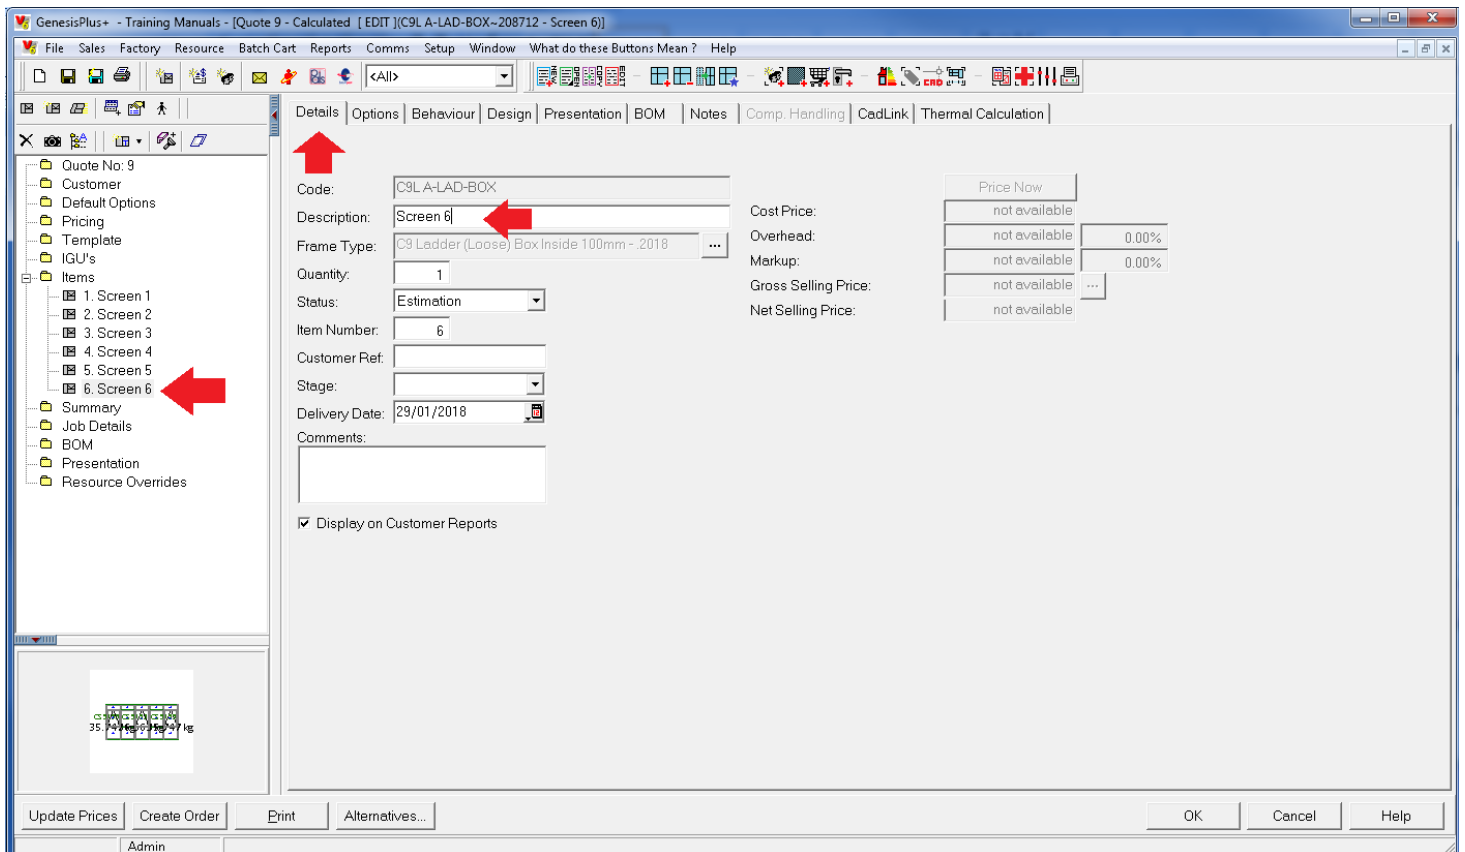 GenesisPlus+ - Training Manuals - [Quote 9 - Calculated [ EDIT ](C9L A-LAD-BOX~208712 - Screen 6)]
File Sales Factory Resource Batch Cart Reports Comms Setup Window What do these Buttons Mean ? Help
<All>
Details Options Behaviour Design Presentation BOM Notes Comp. Handling CadLink Thermal Calculation
Quote No: 9
Customer
Default Options
Pricing
Template
IGU's
Items
1. Screen 1
2. Screen 2
3. Screen 3
4. Screen 4
5. Screen 5
6. Screen 6
Summary
Job Details
BOM
Presentation
Resource Overrides
Code: C9L A-LAD-BOX
Description: Screen 6
Frame Type: C9 Ladder (Loose) Box Inside 100mm - .2018 ...
Quantity: 1
Status: Estimation
Item Number: 6
Customer Ref:
Stage:
Delivery Date: 29/01/2018
Comments:
Display on Customer Reports
Price Now
Cost Price: not available
Overhead: not available 0.00%
Markup: not available 0.00%
Gross Selling Price: not available ...
Net Selling Price: not available
Update Prices Create Order Print Alternatives... OK Cancel Help
Admin